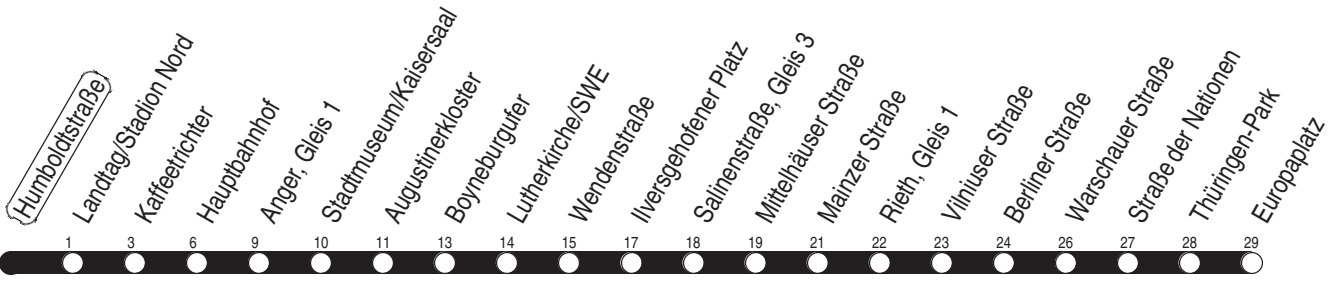 Humboldtstraße
Landtag/Stadion Nord
Kaffeetrichter
Hauptbahnhof
Anger, Gleis 1
Stadtmuseum/Kaisersaal
Augustinerkloster
Boyneburgufer
Lutherkirche/SWE
Wendenstraße
Ilversgehofener Platz
Salinenstraße, Gleis 3
Mittelhäuser Straße
Mainzer Straße
Rieth, Gleis 1
Vilniuser Straße
Berliner Straße
Warschauer Straße
Straße der Nationen
Thüringen-Park
Europaplatz
1 3 6 9 10 11 13 14 15 17 18 19 21 22 23 24 26 27 28 29